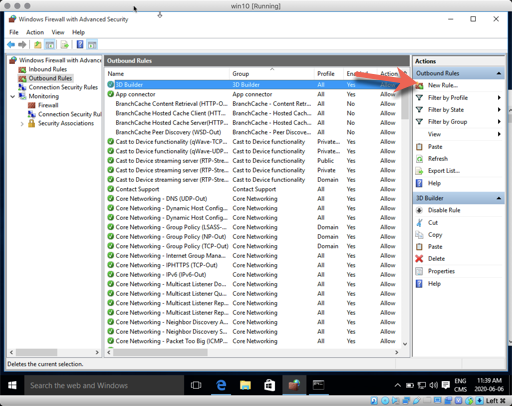 win10 [Running]
Windows Firewall with Advanced Security
File Action View Help
Windows Firewall with Advanced
Inbound Rules
Outbound Rules
Connection Security Rules
Monitoring
Firewall
Connection Security Rul
Security Associations
Outbound Rules
Name Group Profile Action
3D Builder 3D Builder All Yes Allow
App connector App connector All Yes Allow
BranchCache Content Retrieval (HTTP-O... BranchCache - Content Retr... All No Allow
BranchCache Hosted Cache Client (HTT... BranchCache - Hosted Cach... All No Allow
BranchCache Hosted Cache Server(HTTP... BranchCache - Hosted Cach... All No Allow
BranchCache Peer Discovery (WSD-Out) BranchCache - Peer Discove... All No Allow
Cast to Device functionality (qWave-TCP... Cast to Device functionality Private... Yes Allow
Cast to Device functionality (qWave-UDP... Cast to Device functionality Private... Yes Allow
Cast to Device streaming server (RTP-Stre... Cast to Device functionality Public Yes Allow
Cast to Device streaming server (RTP-Stre... Cast to Device functionality Private Yes Allow
Cast to Device streaming server (RTP-Stre... Cast to Device functionality Domain Yes Allow
Contact Support Contact Support All Yes Allow
Core Networking - DNS (UDP-Out) Core Networking All Yes Allow
Core Networking - Dynamic Host Config... Core Networking All Yes Allow
Core Networking - Dynamic Host Config... Core Networking All Yes Allow
Core Networking - Group Policy (LSASS-... Core Networking Domain Yes Allow
Core Networking - Group Policy (NP-Out) Core Networking Domain Yes Allow
Core Networking - Group Policy (TCP-Out) Core Networking Domain Yes Allow
Core Networking - Internet Group Mana... Core Networking All Yes Allow
Core Networking - IPHTTPS (TCP-Out) Core Networking All Yes Allow
Core Networking - IPv6 (IPv6-Out) Core Networking All Yes Allow
Core Networking - Multicast Listener Do... Core Networking All Yes Allow
Core Networking - Multicast Listener Qu... Core Networking All Yes Allow
Core Networking - Multicast Listener Rep... Core Networking All Yes Allow
Core Networking - Multicast Listener Rep... Core Networking All Yes Allow
Core Networking - Neighbor Discovery A... Core Networking All Yes Allow
Core Networking - Neighbor Discovery S... Core Networking All Yes Allow
Core Networking - Packet Too Big (ICMP... Core Networking All Yes Allow
Actions
Outbound Rules
New Rule...
Filter by Profile
Filter by State
Filter by Group
View
Paste
Refresh
Export List...
Help
3D Builder
Disable Rule
Cut
Copy
Paste
Delete
Properties
Help
Deletes the current selection.
Search the web and Windows
ENG
CMS
11:39 AM
2020-06-06
Left ⌘